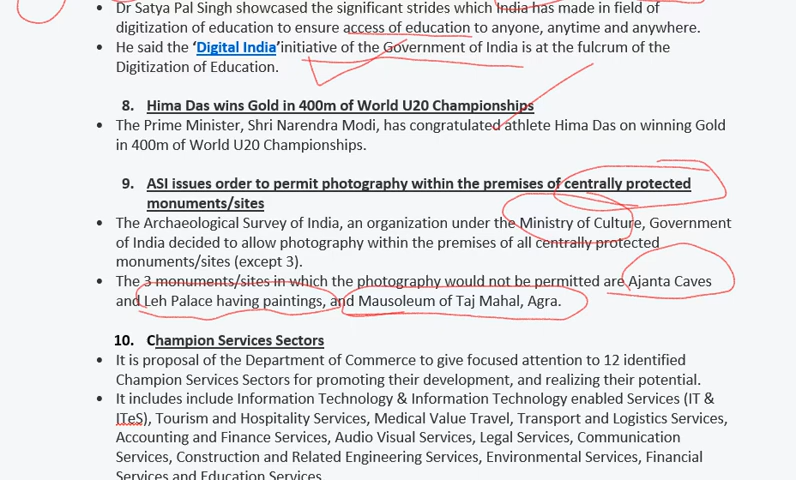 • Dr Satya Pal Singh showcased the significant strides which India has made in field of
digitization of education to ensure access of education to anyone, anytime and anywhere.
• He said the ‘Digital India’initiative of the Government of India is at the fulcrum of the
Digitization of Education.
8. Hima Das wins Gold in 400m of World U20 Championships
• The Prime Minister, Shri Narendra Modi, has congratulated athlete Hima Das on winning Gold
in 400m of World U20 Championships.
9. ASI issues order to permit photography within the premises of centrally protected
monuments/sites
• The Archaeological Survey of India, an organization under the Ministry of Culture, Government
of India decided to allow photography within the premises of all centrally protected
monuments/sites (except 3).
• The 3 monuments/sites in which the photography would not be permitted are Ajanta Caves
and Leh Palace having paintings, and Mausoleum of Taj Mahal, Agra.
10. Champion Services Sectors
• It is proposal of the Department of Commerce to give focused attention to 12 identified
Champion Services Sectors for promoting their development, and realizing their potential.
• It includes include Information Technology & Information Technology enabled Services (IT &
ITeS), Tourism and Hospitality Services, Medical Value Travel, Transport and Logistics Services,
Accounting and Finance Services, Audio Visual Services, Legal Services, Communication
Services, Construction and Related Engineering Services, Environmental Services, Financial
Services and Education Services.